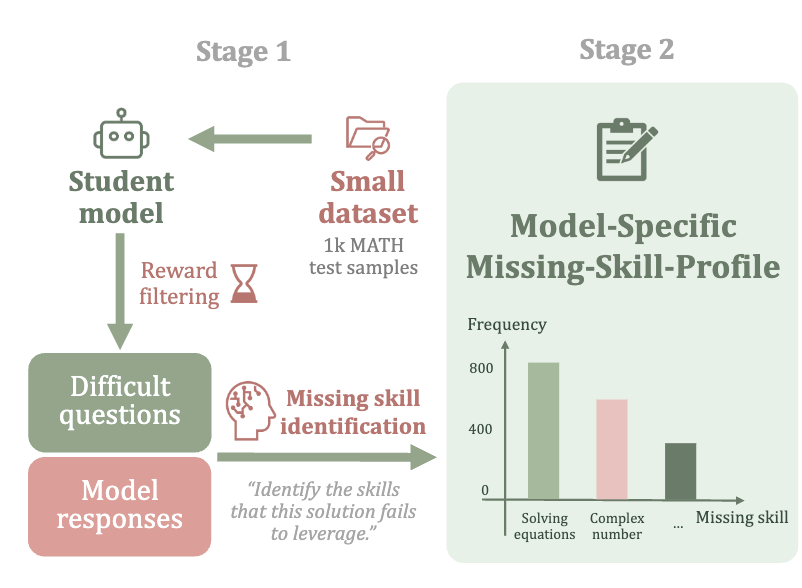 Stage 1
Stage 2
Student
model
Small
dataset
1k MATH
test samples
Reward
filtering
Difficult
questions
Model
responses
Missing skill
identification
“Identify the skills
that this solution fails
to leverage.”
Model-Specific
Missing-Skill-Profile
Frequency
800
400
0
Solving
equations
Complex
number
...
Missing skill